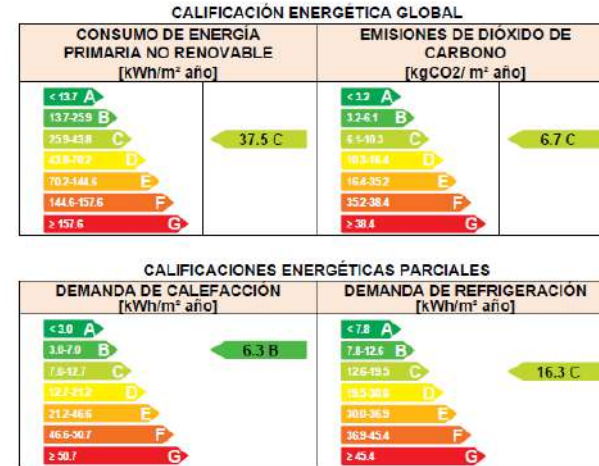 CALIFICACIÓN ENERGÉTICA GLOBAL
CONSUMO DE ENERGÍA
PRIMARIA NO RENOVABLE
[kWh/m² año]
< 13.7 A
13.7-25.9 B
25.9-43.8 C
43.8-70.2 D
70.2-144.6 E
144.6-157.6 F
≥ 157.6 G
37.5 C
EMISIONES DE DIÓXIDO DE
CARBONO
[kgCO2/ m² año]
< 3.2 A
3.2-6.1 B
6.1-10.3 C
10.3-16.4 D
16.4-35.2 E
35.2-38.4 F
≥ 38.4 G
6.7 C
CALIFICACIONES ENERGÉTICAS PARCIALES
DEMANDA DE CALEFACCIÓN
[kWh/m² año]
< 3.0 A
3.0-7.0 B
7.0-12.7 C
12.7-21.2 D
21.2-46.6 E
46.6-50.7 F
≥ 50.7 G
6.3 B
DEMANDA DE REFRIGERACIÓN
[kWh/m² año]
< 7.8 A
7.8-12.6 B
12.6-19.5 C
D
30.0-36.9 E
36.9-45.4 F
≥ 45.4 G
16.3 C